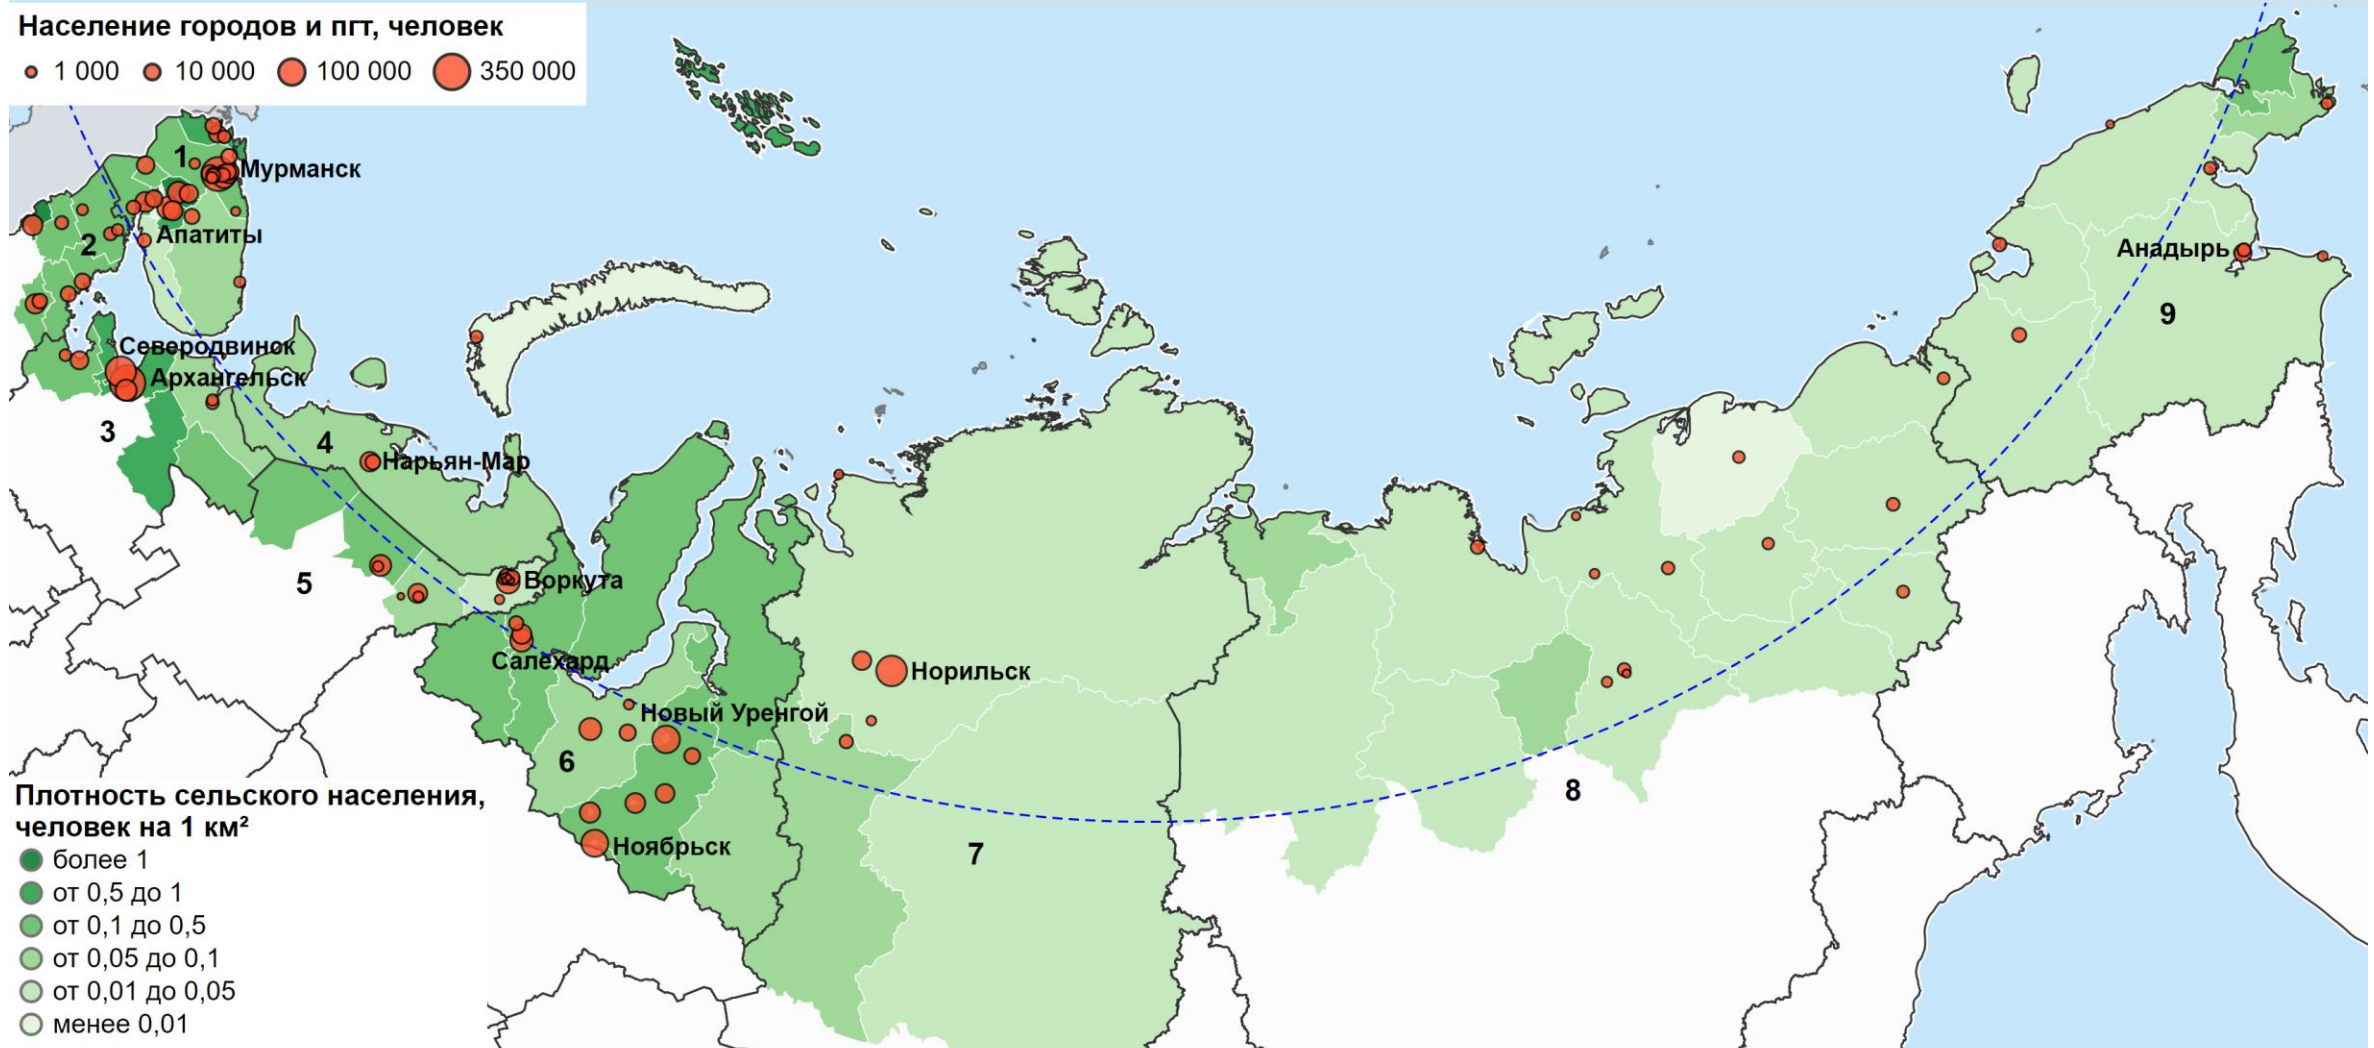 Население городов и пгт, человек
1 000 10 000 100 000 350 000
1
Мурманск
Апатиты
2
Анадырь
9
Северодвинок
Архангельск
3
4
Нарьян-Мар
5
Воркута
Салехард
Норильск
Новый Уренгой
6
8
Ноябрьск
7
Плотность сельского населения,
человек на 1 км²
более 1
от 0,5 до 1
от 0,1 до 0,5
от 0,05 до 0,1
от 0,01 до 0,05
менее 0,01